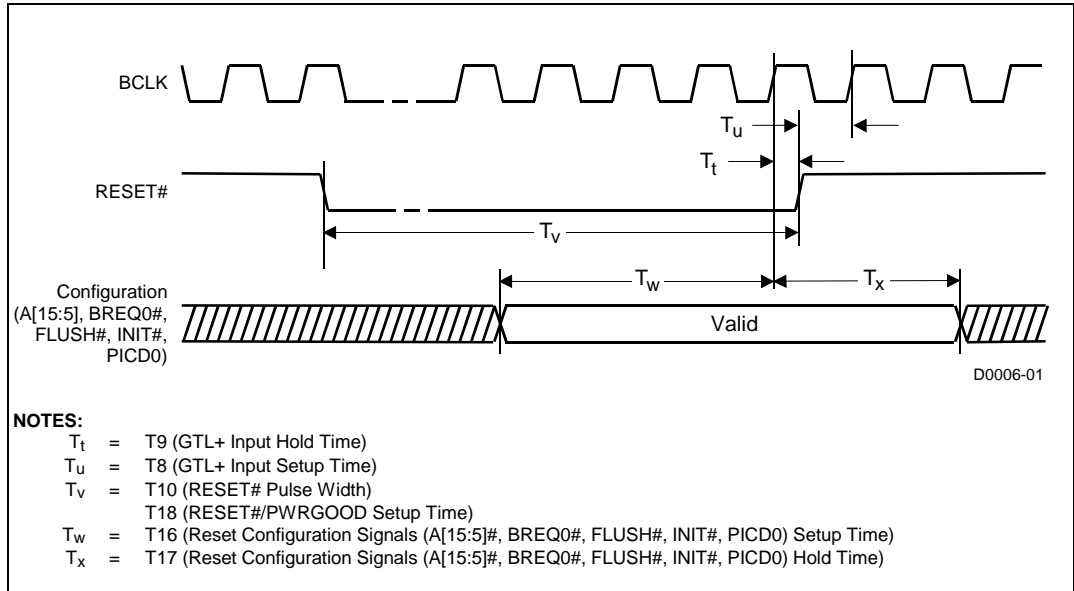 BCLK
Tu
Tt
RESET#
Tv
Tw
Tx
Configuration
(A[15:5], BREQ0#,
FLUSH#, INIT#,
PICD0)
Valid
D0006-01
NOTES:
Tt = T9 (GTL+ Input Hold Time)
Tu = T8 (GTL+ Input Setup Time)
Tv = T10 (RESET# Pulse Width)
T18 (RESET#/PWRGOOD Setup Time)
Tw = T16 (Reset Configuration Signals (A[15:5]#, BREQ0#, FLUSH#, INIT#, PICD0) Setup Time)
Tx = T17 (Reset Configuration Signals (A[15:5]#, BREQ0#, FLUSH#, INIT#, PICD0) Hold Time)